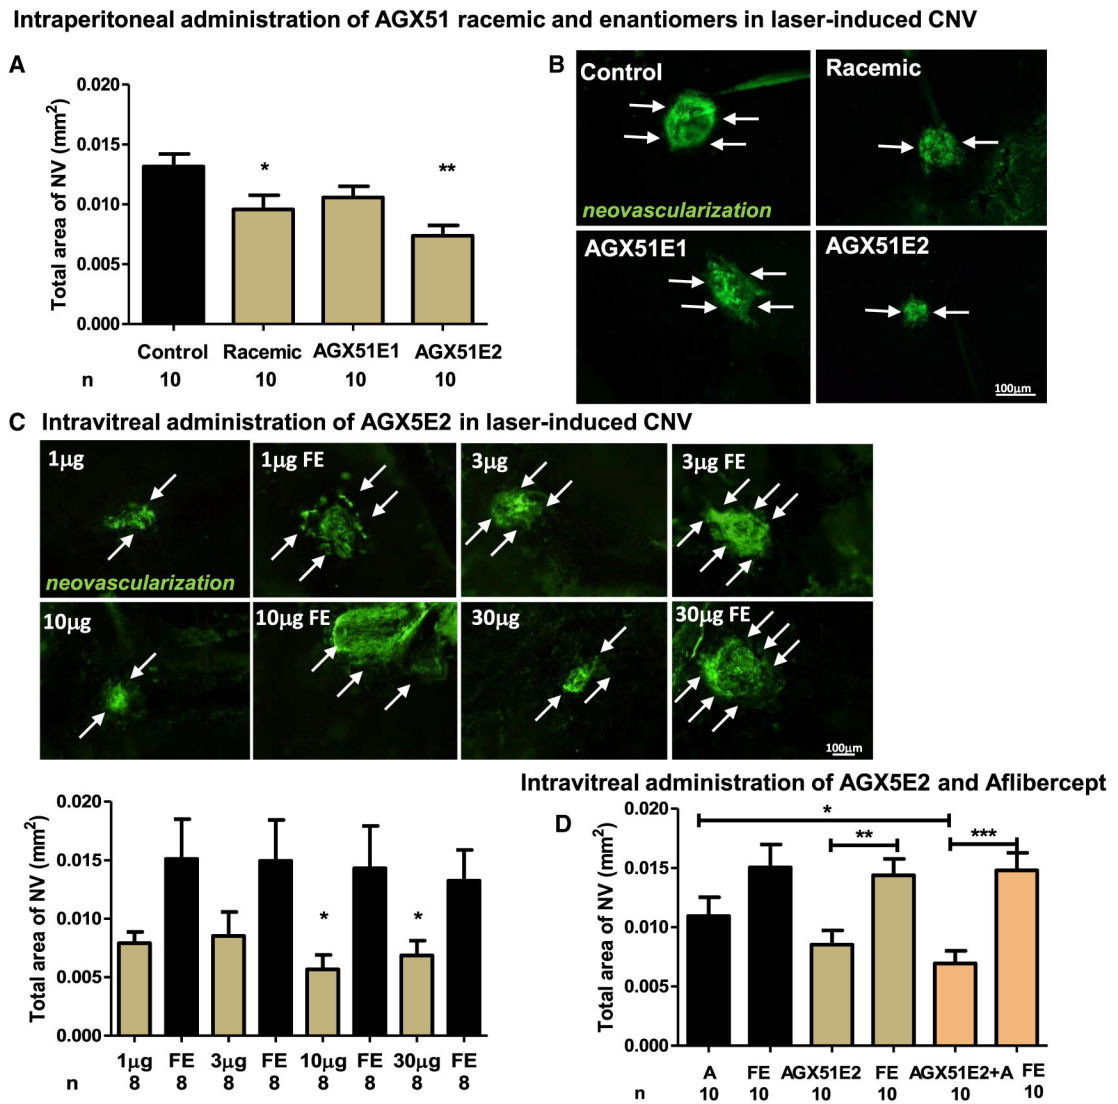 Intraperitoneal administration of AGX51 racemic and enantiomers in laser-induced CNV
A
Total area of NV (mm2)
0.020
0.015
0.010
0.005
0.000
*
**
Control Racemic AGX51E1 AGX51E2
n 10 10 10 10
B
Control
Racemic
neovascularization
AGX51E1
AGX51E2
100μm
C Intravitreal administration of AGX5E2 in laser-induced CNV
1μg
1μg FE
3μg
3μg FE
neovascularization
10μg
10μg FE
30μg
30μg FE
100μm
Total area of NV (mm2)
0.020
0.015
0.010
0.005
0.000
*
*
1μg FE 3μg FE 10μg FE 30μg FE
n 8 8 8 8 8 8 8 8
Intravitreal administration of AGX5E2 and Aflibercept
D
Total area of NV (mm2)
0.020
0.015
0.010
0.005
0.000
*
**
***
A FE AGX51E2 FE AGX51E2+A FE
n 10 10 10 10 10 10